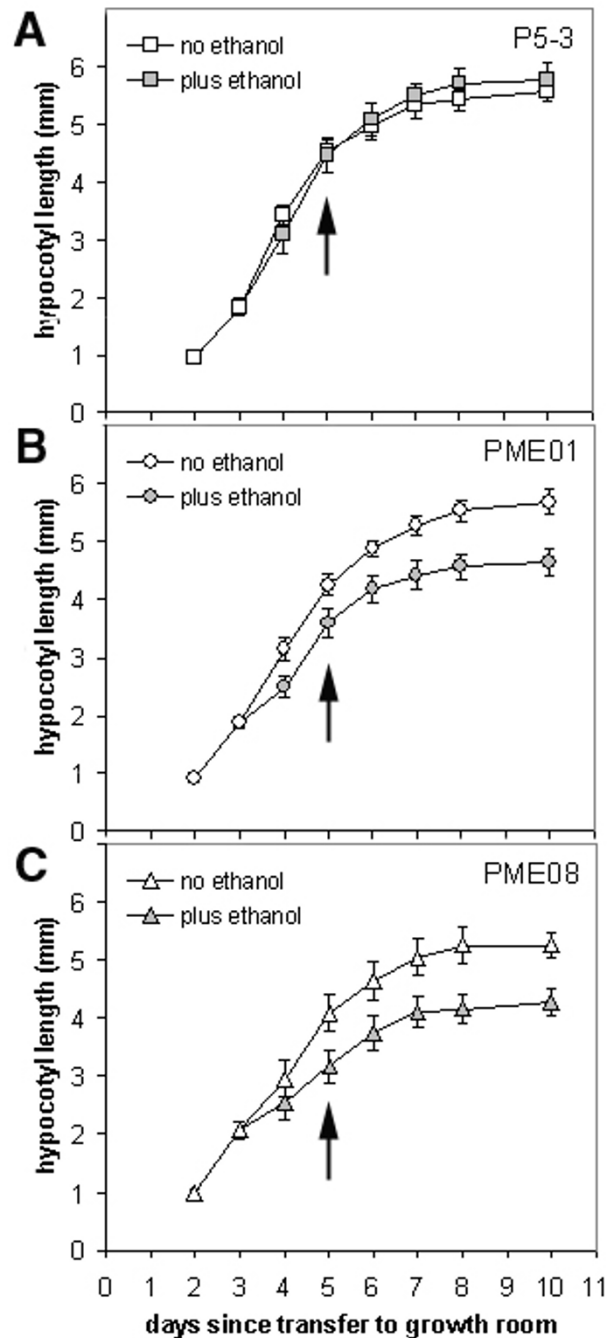 A
P5-3
no ethanol
plus ethanol
hypocotyl length (mm)
6
5
4
3
2
1
0
B
PME01
no ethanol
plus ethanol
hypocotyl length (mm)
6
5
4
3
2
1
0
C
PME08
no ethanol
plus ethanol
hypocotyl length (mm)
6
5
4
3
2
1
0
0 1 2 3 4 5 6 7 8 9 10 11
days since transfer to growth room